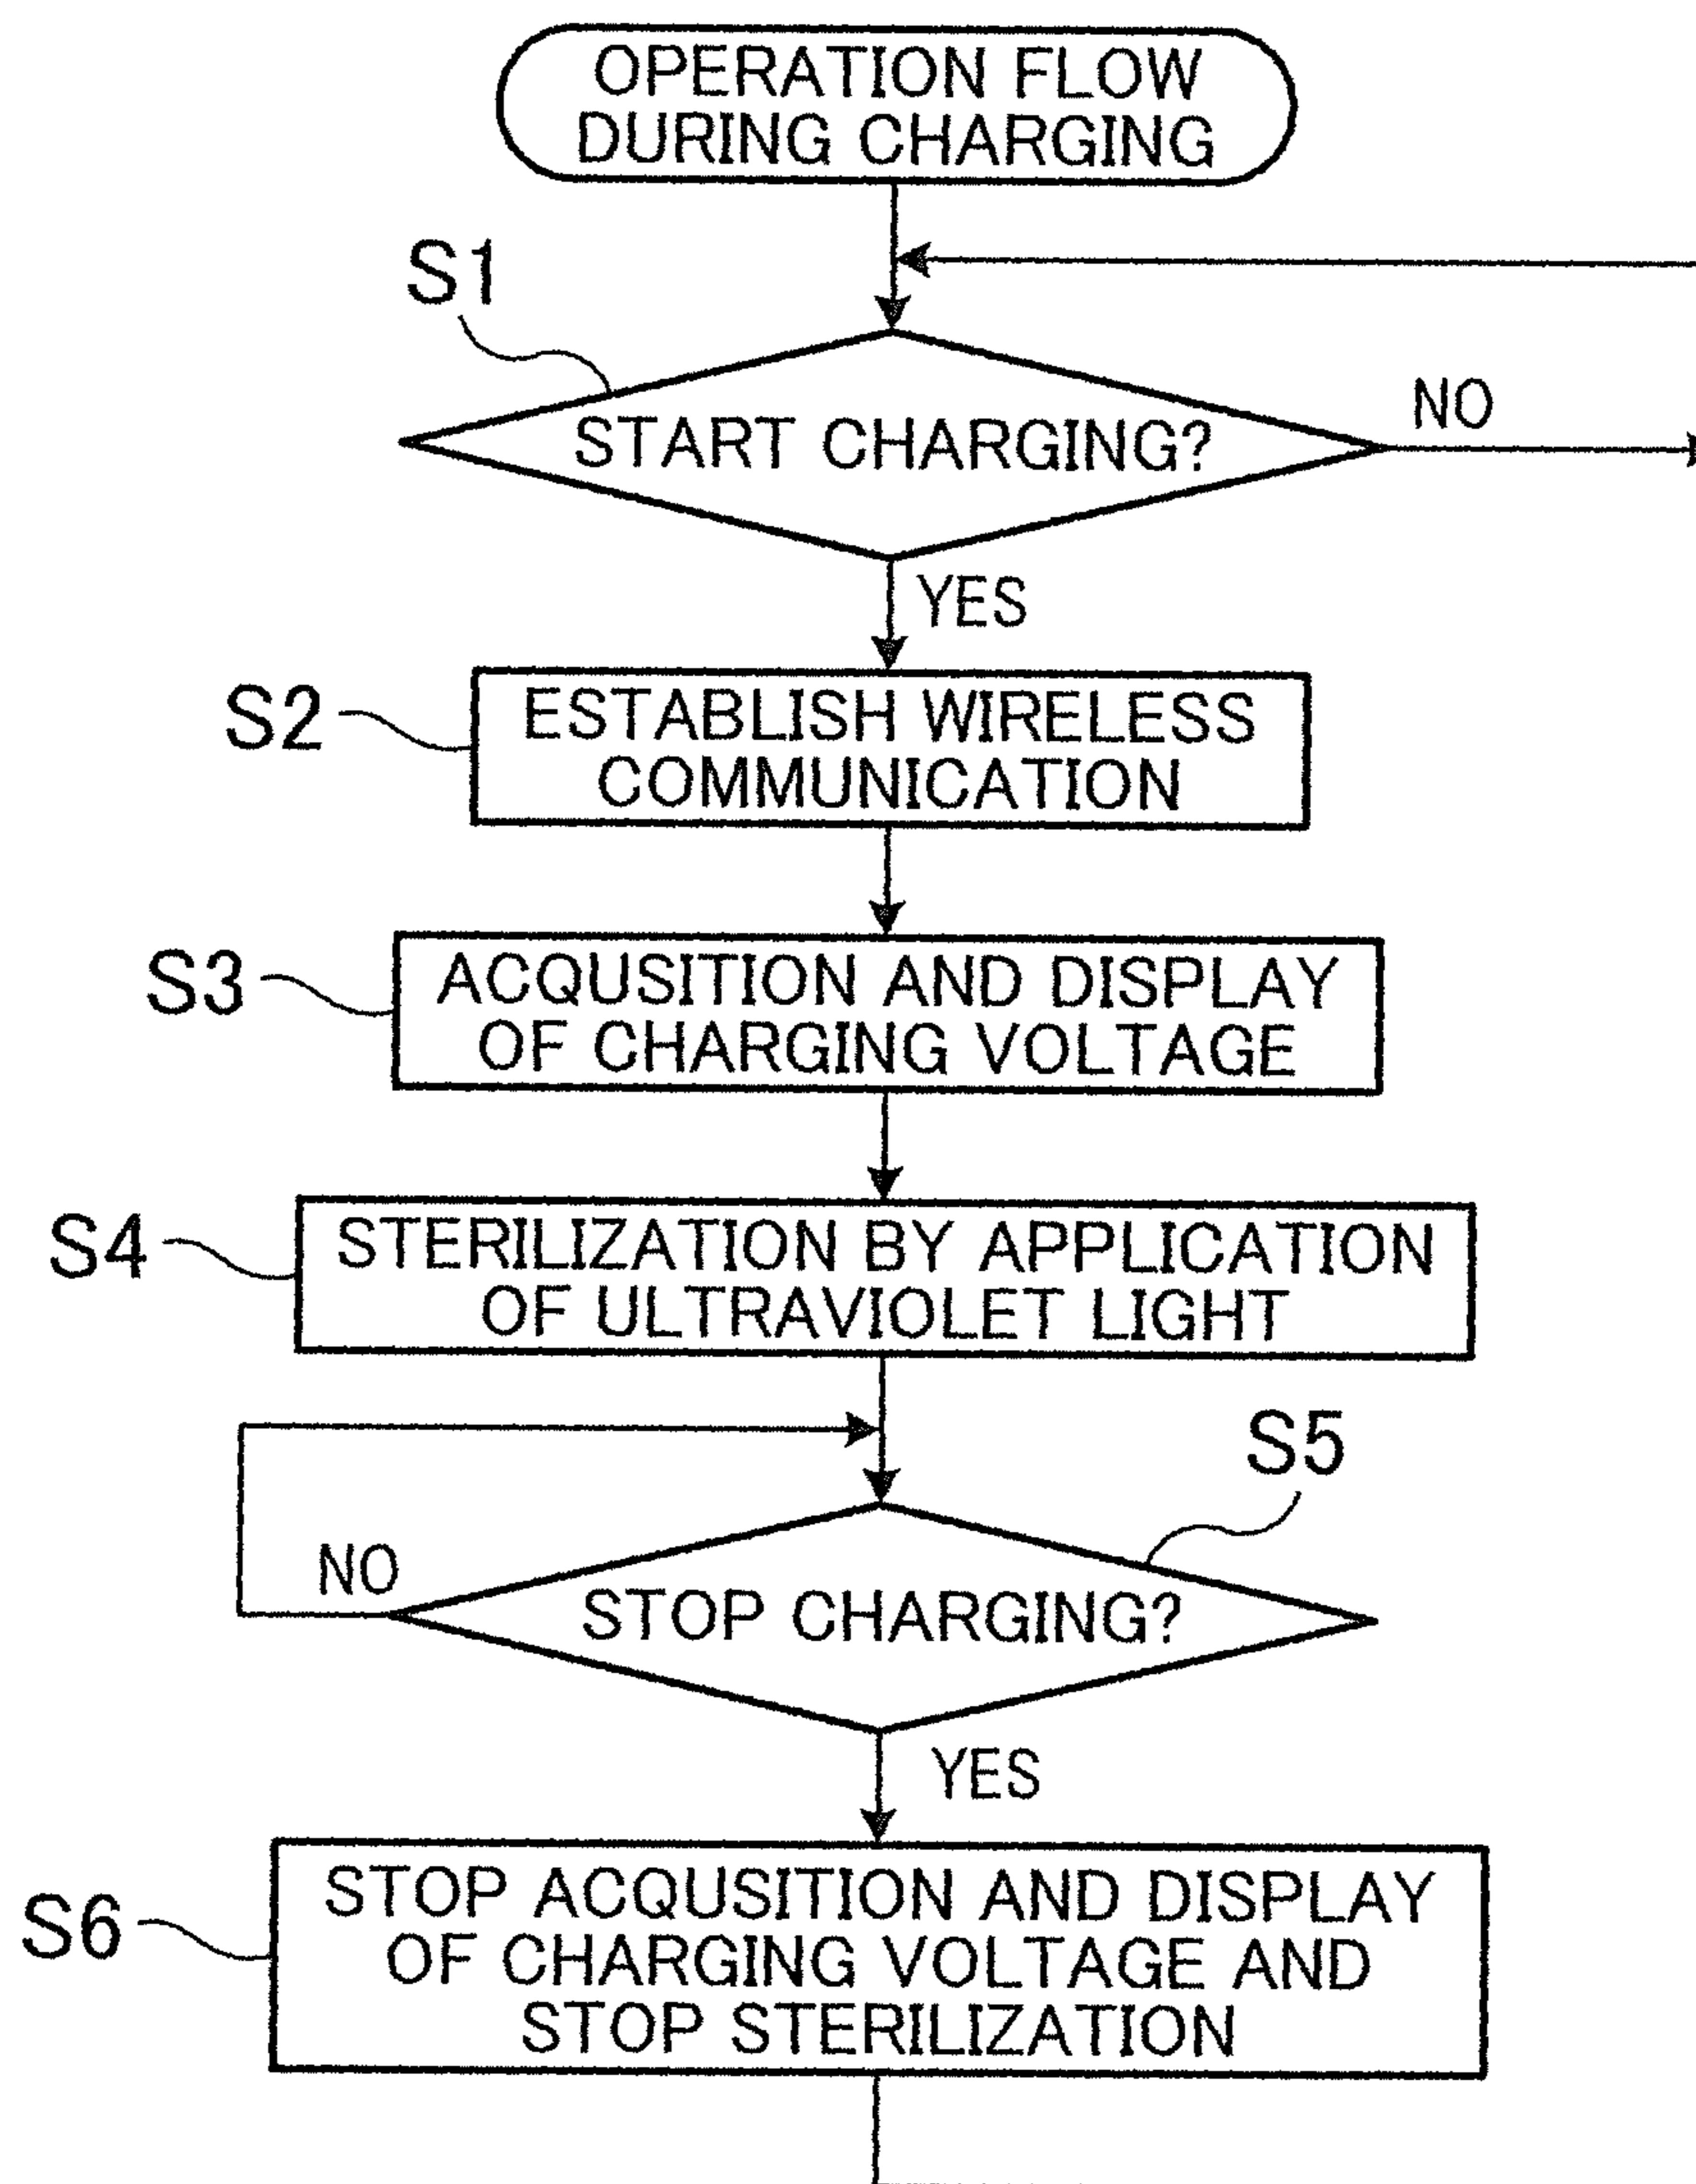 OPERATION FLOW
DURING CHARGING
S1
START CHARGING?
NO
YES
S2
ESTABLISH WIRELESS
COMMUNICATION
S3
ACQUSITION AND DISPLAY
OF CHARGING VOLTAGE
S4
STERILIZATION BY APPLICATION
OF ULTRAVIOLET LIGHT
S5
NO
STOP CHARGING?
YES
S6
STOP ACQUSITION AND DISPLAY
OF CHARGING VOLTAGE AND
STOP STERILIZATION